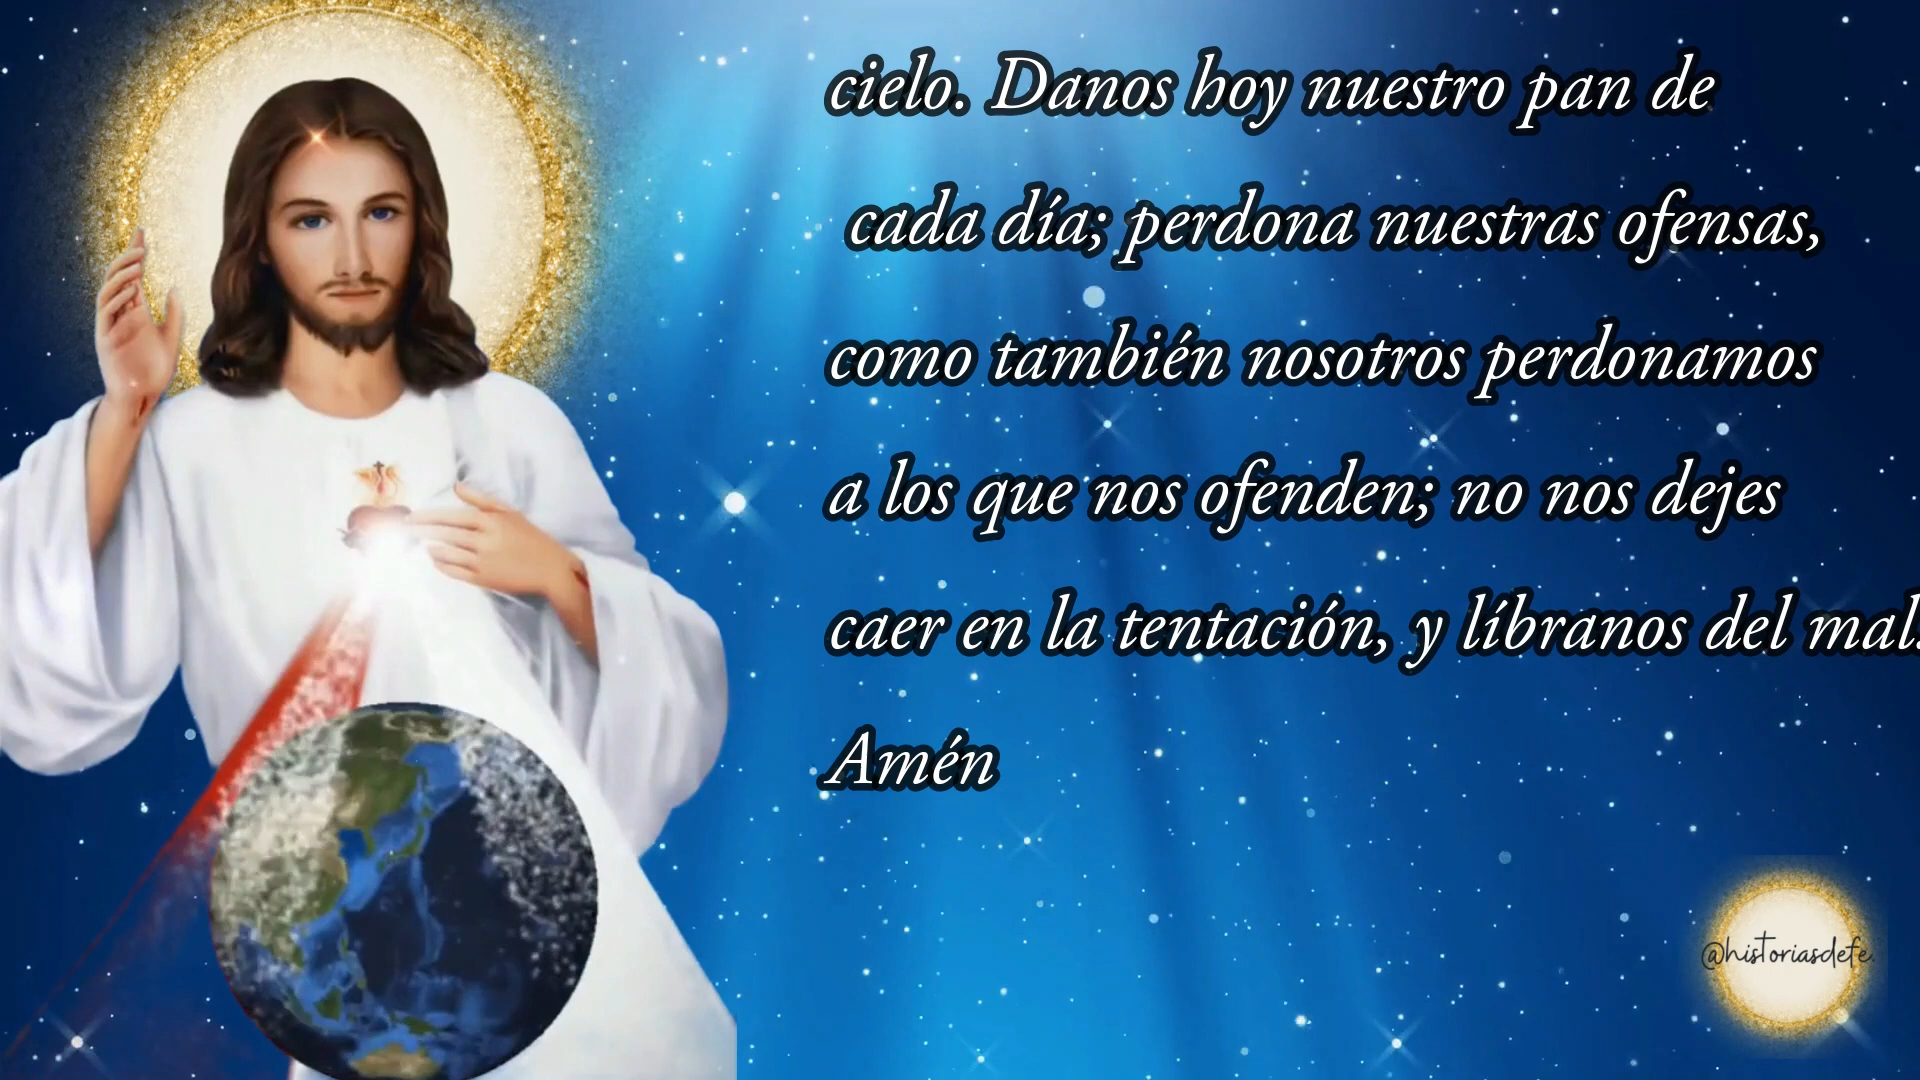 cielo. Danos hoy nuestro pan de
cada día; perdona nuestras ofensas,
como también nosotros perdonamos
a los que nos ofenden; no nos dejes
caer en la tentación, y líbranos del mal.
Amén
@historiasdefe.